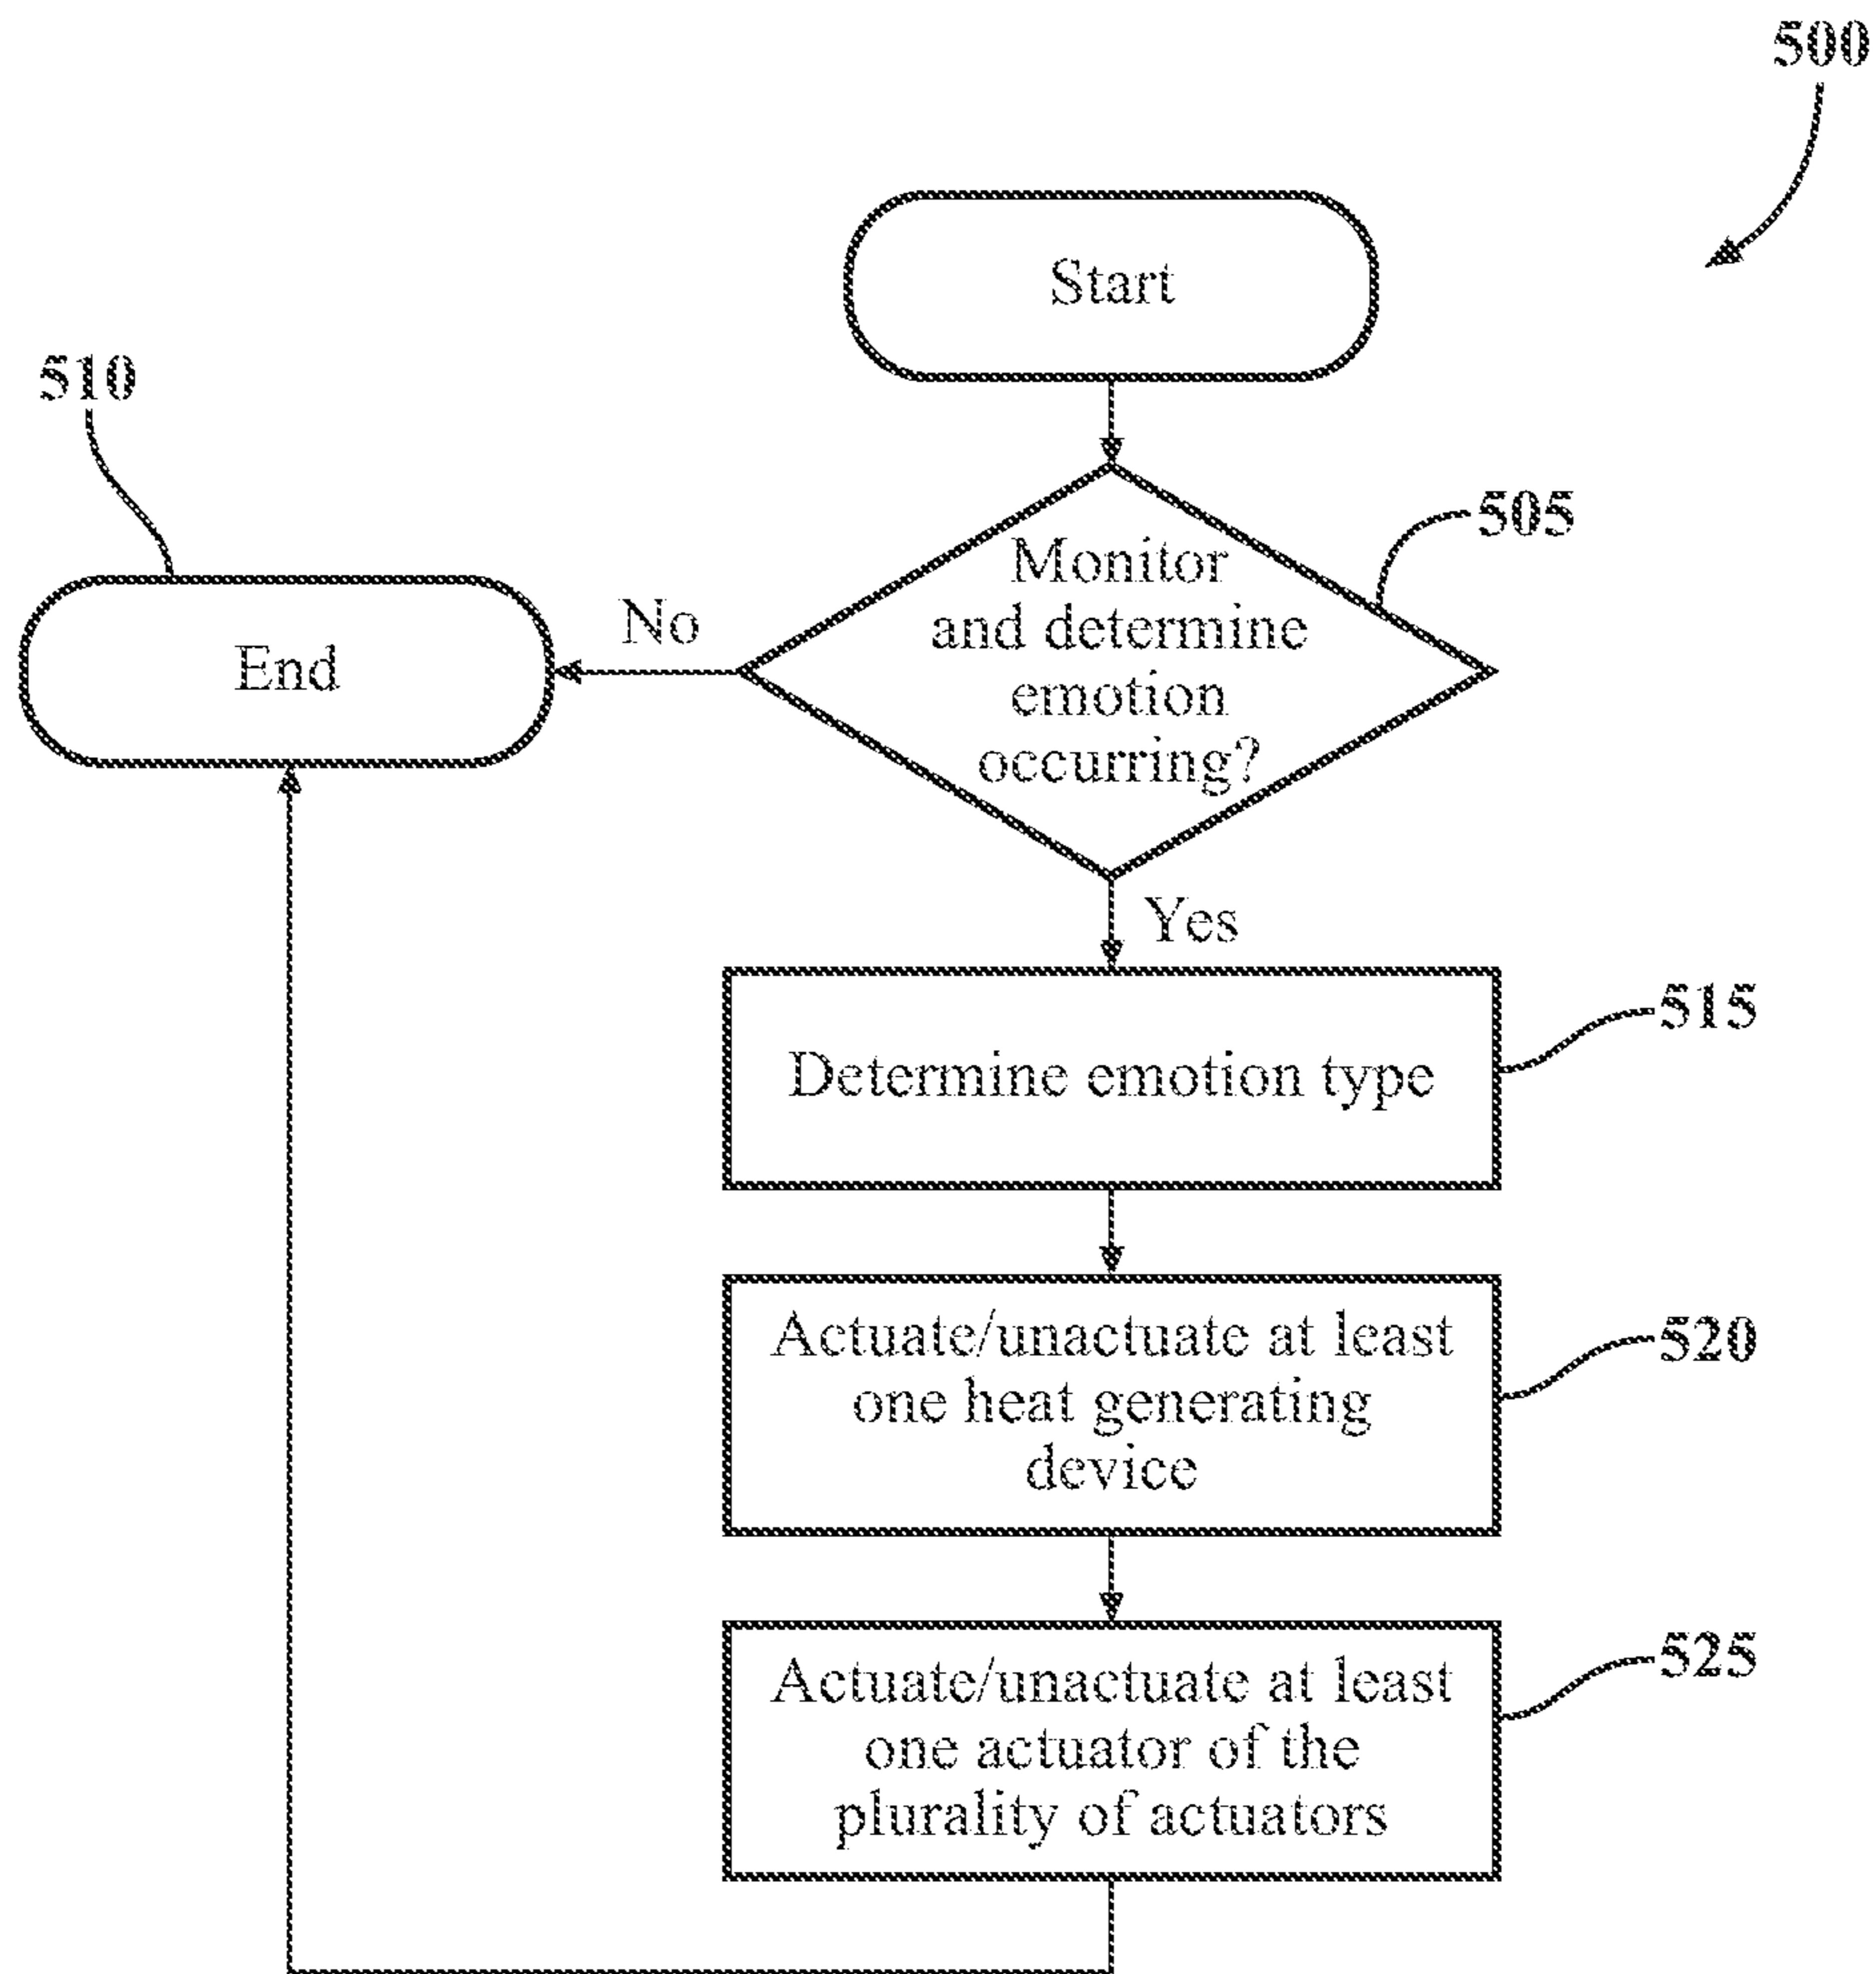 500
Start
510
505
Monitor
and determine
emotion
occurring?
No
End
Yes
515
Determine emotion type
520
Actuate/unactuate at least
one heat generating
device
525
Actuate/unactuate at least
one actuator of the
plurality of actuators